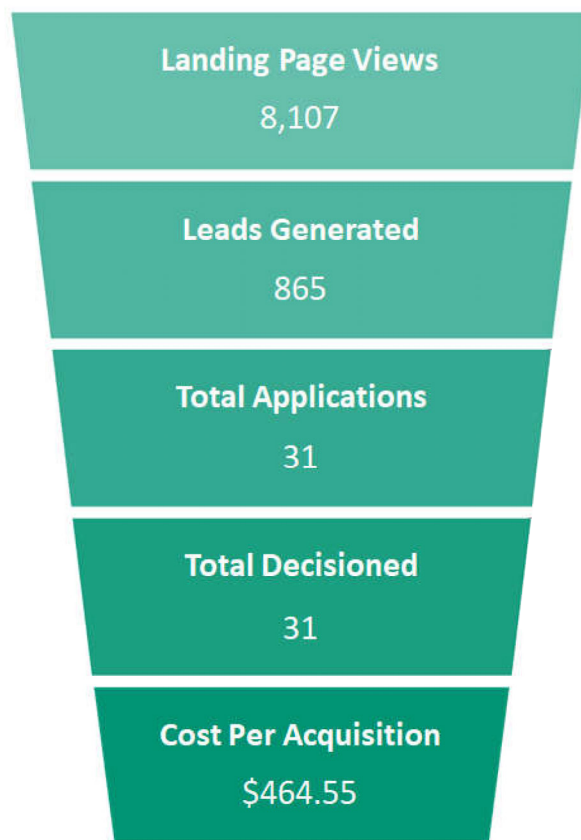 Landing Page Views
8,107
Leads Generated
865
Total Applications
31
Total Decisioned
31
Cost Per Acquisition
$464.55